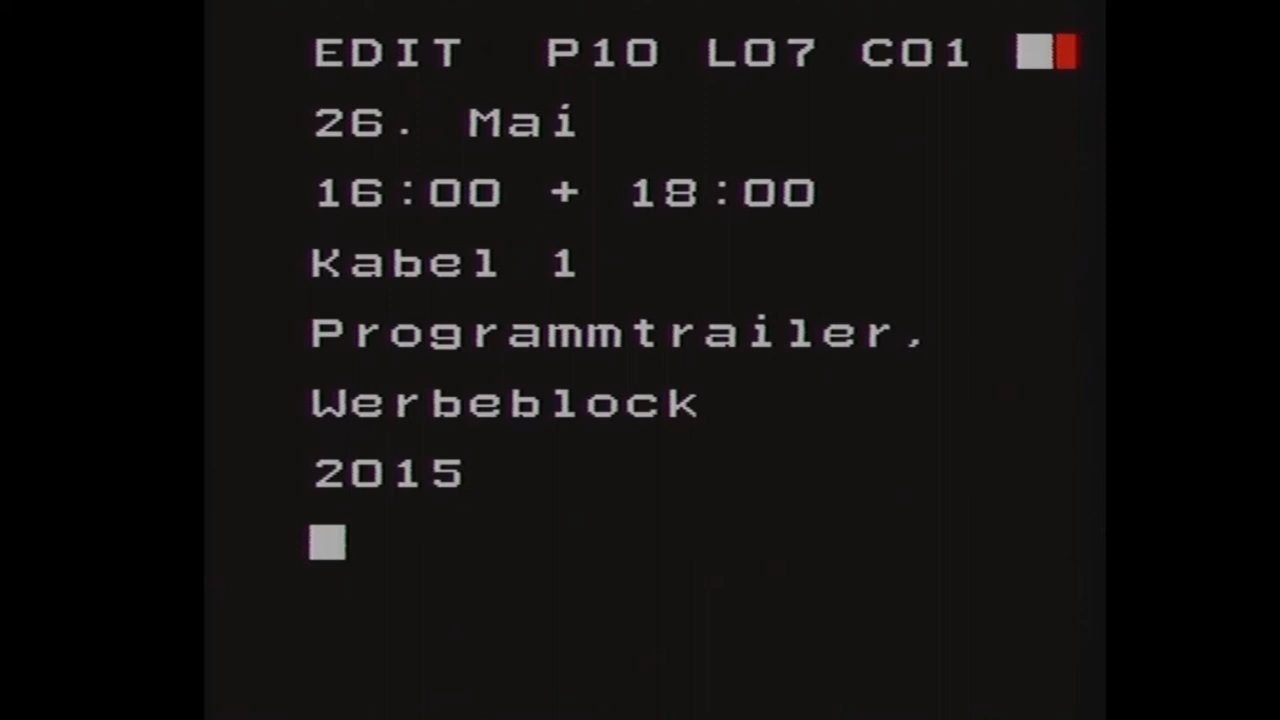 EDIT P10 L07 C01
26. Mai
16:00 + 18:00
Kabel 1
Programmtrailer,
Werbeblock
2015